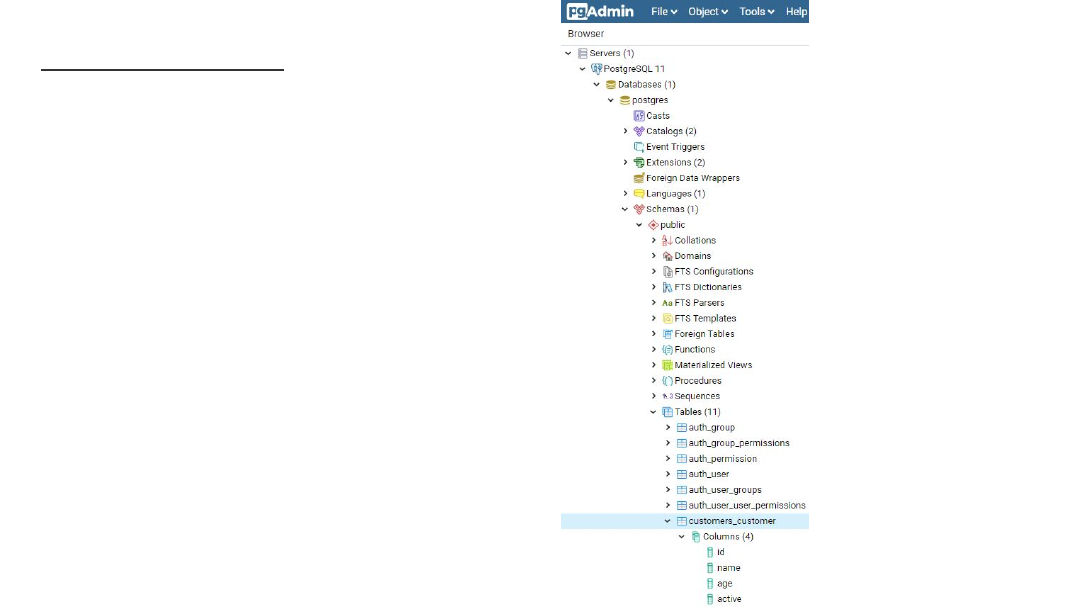 pgAdmin File Object Tools Help
Browser
Servers (1)
PostgreSQL 11
Databases (1)
postgres
Casts
Catalogs (2)
Event Triggers
Extensions (2)
Foreign Data Wrappers
Languages (1)
Schemas (1)
public
Collations
Domains
FTS Configurations
FTS Dictionaries
Aa FTS Parsers
FTS Templates
Foreign Tables
Functions
Materialized Views
Procedures
1..3 Sequences
Tables (11)
auth_group
auth_group_permissions
auth_permission
auth_user
auth_user_groups
auth_user_user_permissions
customers_customer
Columns (4)
id
name
age
active